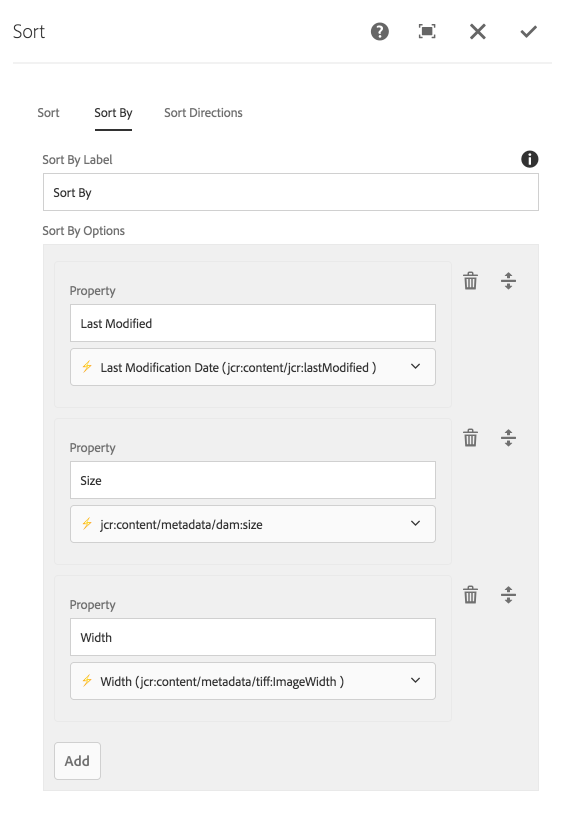 Sort
Sort Sort By Sort Directions
Sort By Label
Sort By
Sort By Options
Property
Last Modified
Last Modification Date (jcr:content/jcr:lastModified )
Property
Size
jcr:content/metadata/dam:size
Property
Width
Width (jcr:content/metadata/tiff:ImageWidth )
Add